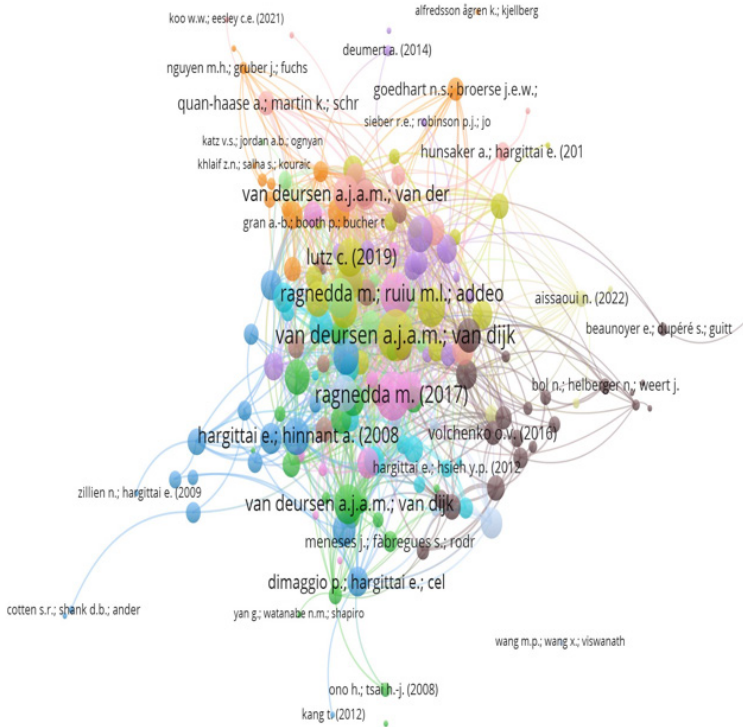 alfredsson ågren k.; kjellberg
koo w.w.; eesley c.e. (2021)
deumert a. (2014)
nguyen m.h.; gruber j.; fuchs
goedhart n.s.; broerse j.e.w.;
quan-haase a.; martin k.; schr
sieber r.e.; robinson p.j.; jo
katz v.s.; jordan a.b.; ognyan
hunsaker a.; hargittai e. (201
khlaif z.n.; salha s.; kouraic
van deursen a.j.a.m.; van der
gran a.-b.; booth p.; bucher t
lutz c. (2019)
ragnedda m.; ruiu m.l.; addeo
aissaoui n. (2022)
beaunoyer e.; dupéré s.; guitt
van deursen a.j.a.m.; van dijk
bol n.; helberger n.; weert j.
ragnedda m. (2017)
hargittai e.; hinnant a. (2008
volchenko o.v. (2016)
hargittai e.; hsieh y.p. (2012
zillien n.; hargittai e. (2009
van deursen a.j.a.m.; van dijk
meneses j.; fàbregues s.; rodr
dimaggio p.; hargittai e.; cel
cotten s.r.; shank d.b.; ander
yan g.; watanabe n.m.; shapiro
wang m.p.; wang x.; viswanath
ono h.; tsai h.-j. (2008)
kang t. (2012)